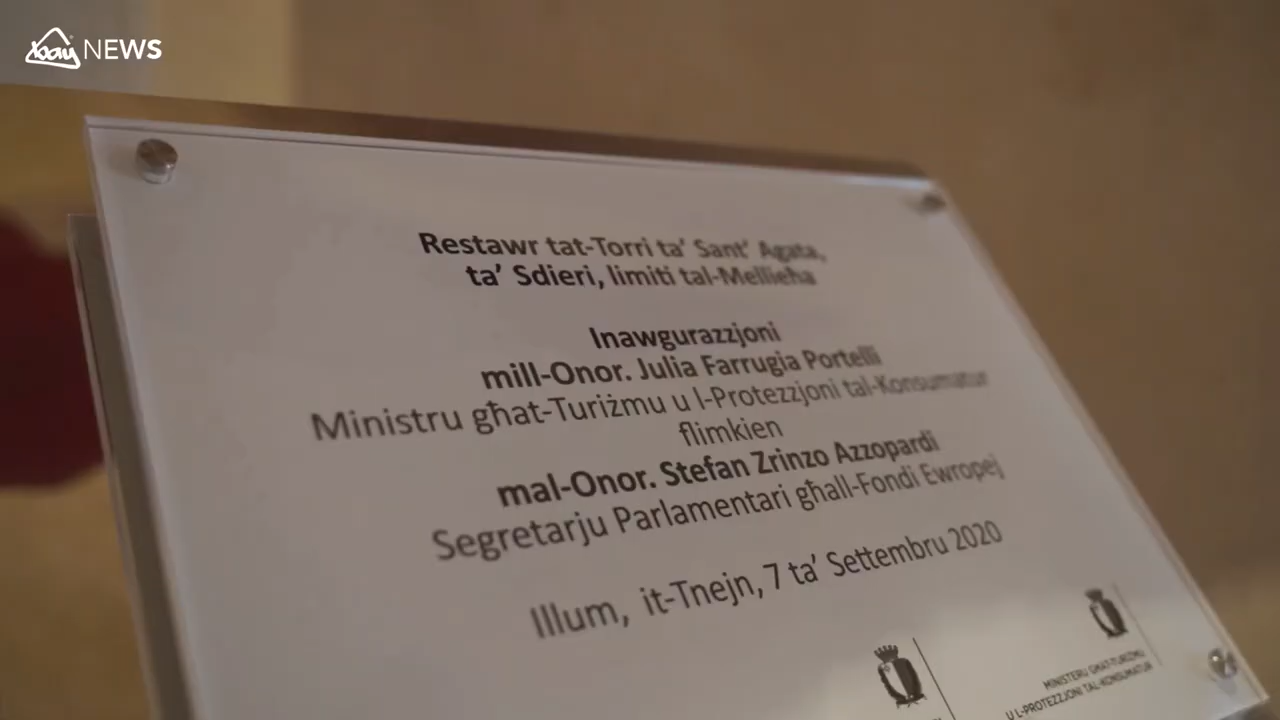 bay NEWS
Restawr tat-Torri ta' Sant' Agata,
ta' Sdieri, limiti tal-Mellieħa
Inawgurazzjoni
mill-Onor. Julia Farrugia Portelli
Ministru għat-Turiżmu u l-Protezzjoni tal-Konsumatur
flimkien
mal-Onor. Stefan Zrinzo Azzopardi
Segretarju Parlamentari għall-Fondi Ewropej
Illum, it-Tnejn, 7 ta' Settembru 2020
MINISTERU GĦAT-TURIŻMU
U L-PROTEZZJONI TAL-KONSUMATUR